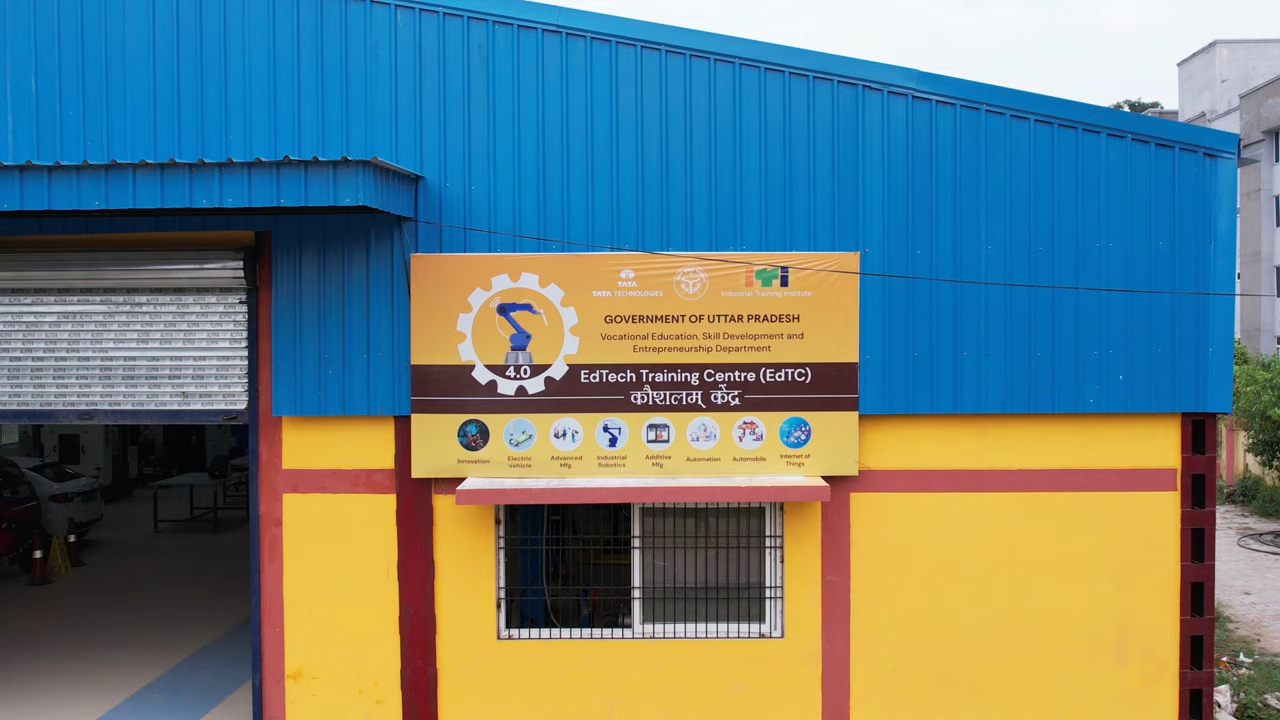 TATA
TATA TECHNOLOGIES
iTi
Industrial Training Institute
GOVERNMENT OF UTTAR PRADESH
Vocational Education, Skill Development and
Entrepreneurship Department
4.0
EdTech Training Centre (EdTC)
कौशलम् केंद्र
Innovation
Electric
Vehicle
Advanced
Mfg.
Industrial
Robotics
Additive
Mfg.
Automation
Automobile
Internet of
Things